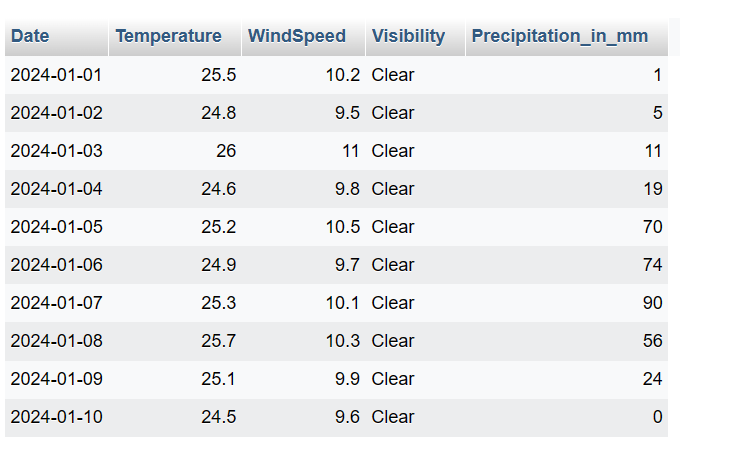 Date Temperature WindSpeed Visibility Precipitation_in_mm
2024-01-01 25.5 10.2 Clear 1
2024-01-02 24.8 9.5 Clear 5
2024-01-03 26 11 Clear 11
2024-01-04 24.6 9.8 Clear 19
2024-01-05 25.2 10.5 Clear 70
2024-01-06 24.9 9.7 Clear 74
2024-01-07 25.3 10.1 Clear 90
2024-01-08 25.7 10.3 Clear 56
2024-01-09 25.1 9.9 Clear 24
2024-01-10 24.5 9.6 Clear 0